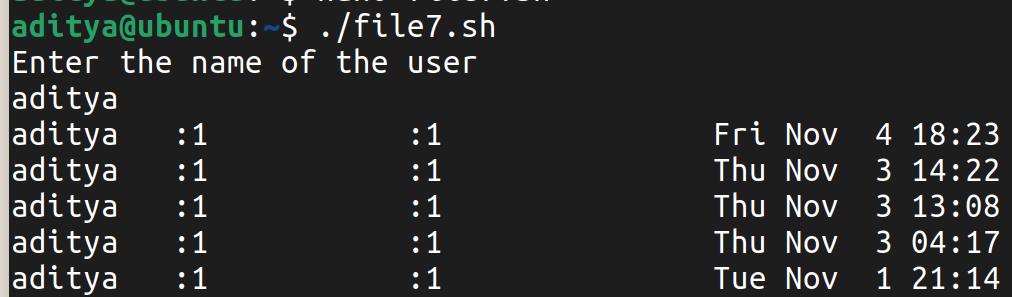 aditya@ubuntu:~$ ./file7.sh
Enter the name of the user
aditya
aditya   :1           :1               Fri Nov  4 18:23
aditya   :1           :1               Thu Nov  3 14:22
aditya   :1           :1               Thu Nov  3 13:08
aditya   :1           :1               Thu Nov  3 04:17
aditya   :1           :1               Tue Nov  1 21:14